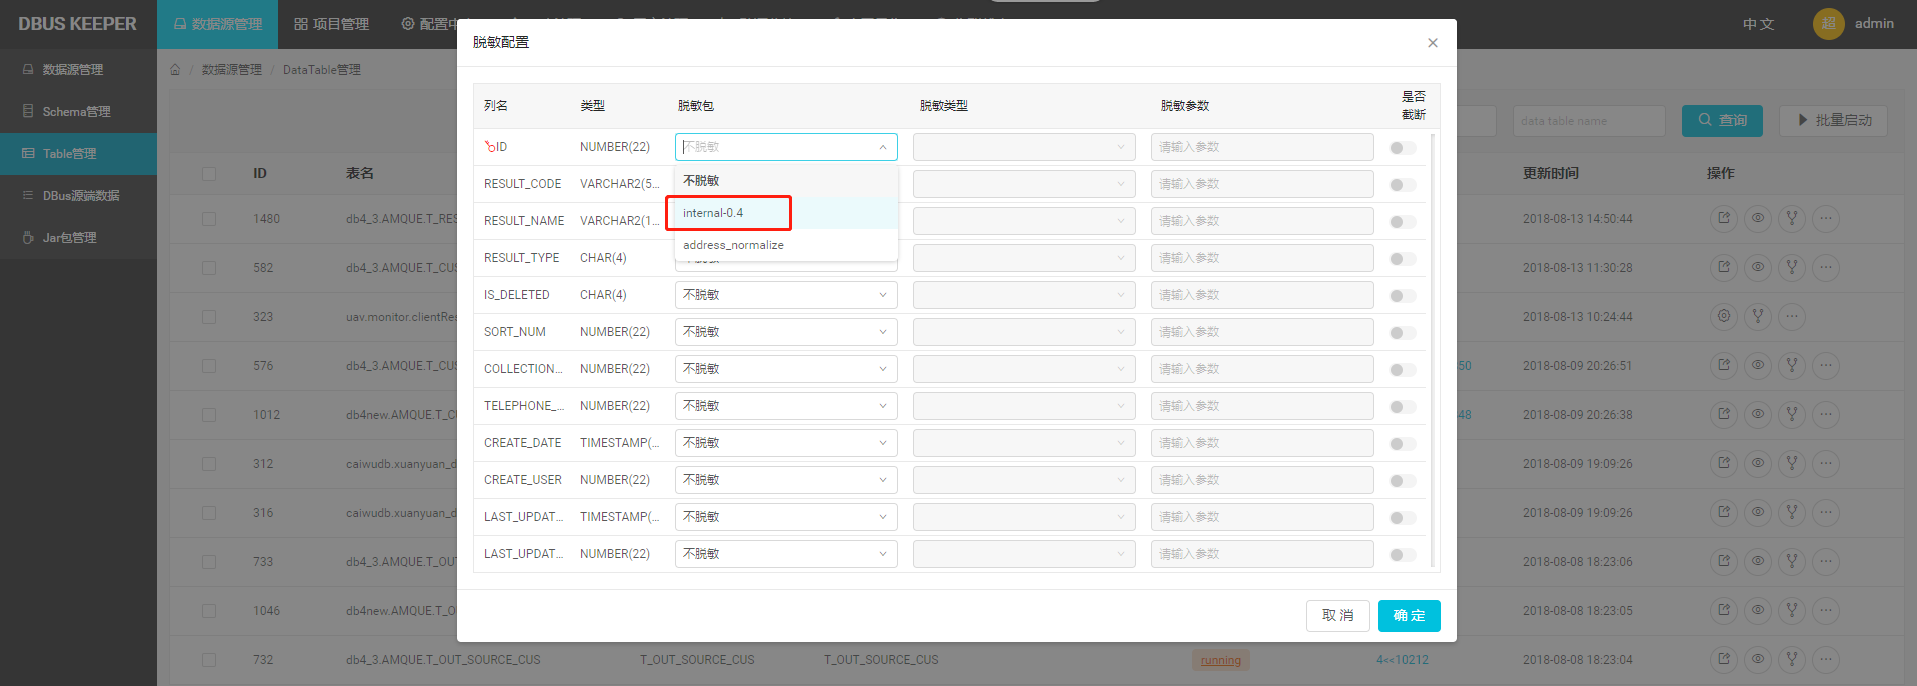 DBUS KEEPER
数据源管理
项目管理
配置中
中文
超
admin
数据源管理
Schema管理
Table管理
DBus源端数据
Jar包管理
/ 数据源管理 / DataTable管理
data table name
查询
批量启动
ID 表名 更新时间 操作
1480 db4_3.AMQUE.T_RES 2018-08-13 14:50:44
582 db4_3.AMQUE.T_CUS 2018-08-13 11:30:28
323 uav.monitor.clientRes 2018-08-13 10:24:44
576 db4_3.AMQUE.T_CUS 50 2018-08-09 20:26:51
1012 db4new.AMQUE.T_CU 48 2018-08-09 20:26:38
312 caiwudb.xuanyuan_d 2018-08-09 19:09:26
316 caiwudb.xuanyuan_d 2018-08-09 19:09:26
733 db4_3.AMQUE.T_OUT 2018-08-08 18:23:06
1046 db4new.AMQUE.T_O 2018-08-08 18:23:05
732 db4_3.AMQUE.T_OUT_SOURCE_CUS T_OUT_SOURCE_CUS T_OUT_SOURCE_CUS running 4<<10212 2018-08-08 18:23:04
脱敏配置
列名 类型 脱敏包 脱敏类型 脱敏参数 是否截断
ID NUMBER(22) 不脱敏 请输入参数
不脱敏
internal-0.4
address_normalize
RESULT_CODE VARCHAR2(5... 请输入参数
RESULT_NAME VARCHAR2(1... 请输入参数
RESULT_TYPE CHAR(4) 不脱敏 请输入参数
IS_DELETED CHAR(4) 不脱敏 请输入参数
SORT_NUM NUMBER(22) 不脱敏 请输入参数
COLLECTION... NUMBER(22) 不脱敏 请输入参数
TELEPHONE_... NUMBER(22) 不脱敏 请输入参数
CREATE_DATE TIMESTAMP(... 不脱敏 请输入参数
CREATE_USER NUMBER(22) 不脱敏 请输入参数
LAST_UPDAT... TIMESTAMP(... 不脱敏 请输入参数
LAST_UPDAT... NUMBER(22) 不脱敏 请输入参数
取消
确定